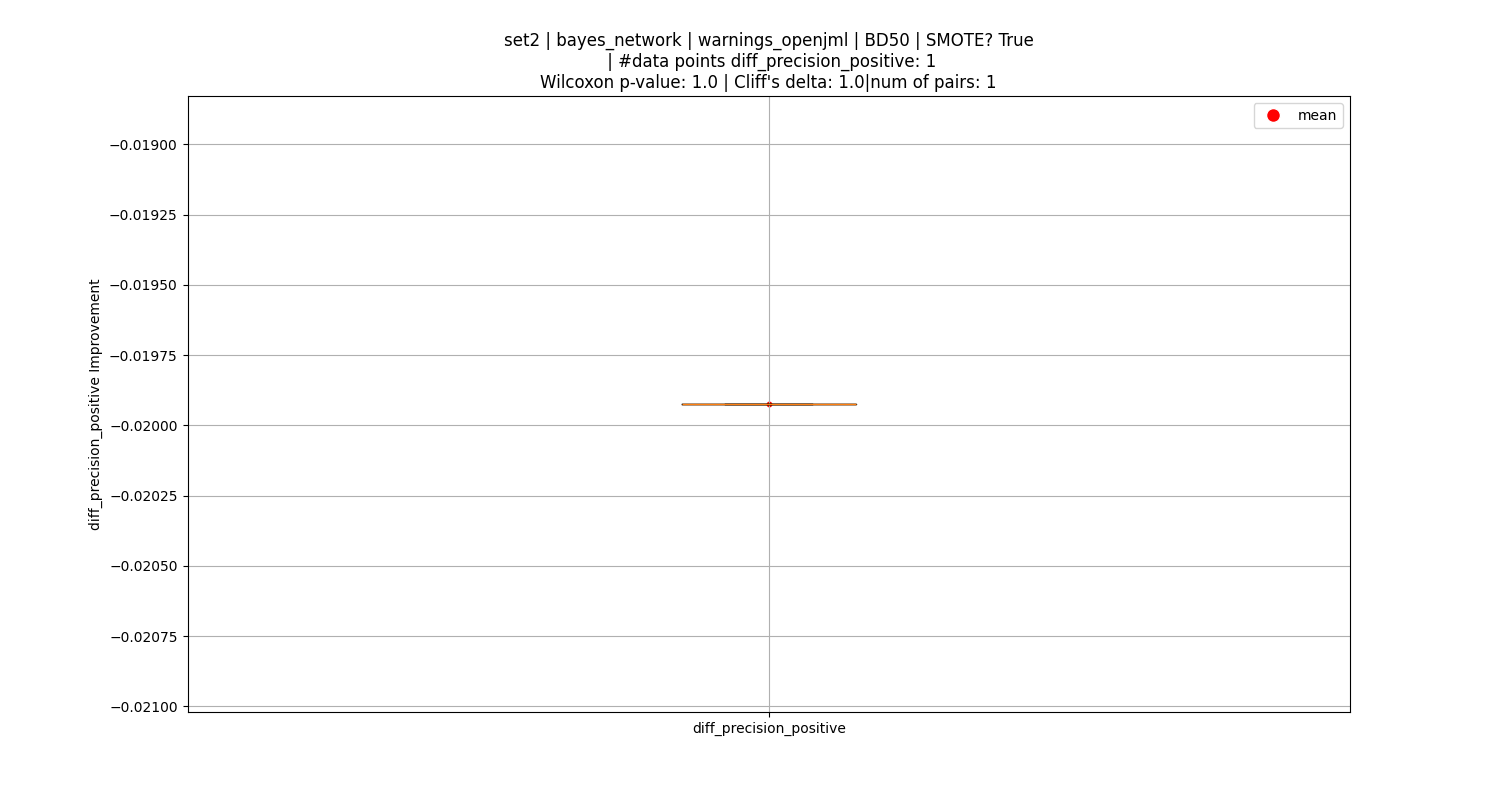 set2 | bayes_network | warnings_openjml | BD50 | SMOTE? True
| #data points diff_precision_positive: 1
Wilcoxon p-value: 1.0 | Cliff's delta: 1.0|num of pairs: 1
mean
−0.01900
−0.01925
−0.01950
−0.01975
−0.02000
−0.02025
−0.02050
−0.02075
−0.02100
diff_precision_positive Improvement
diff_precision_positive